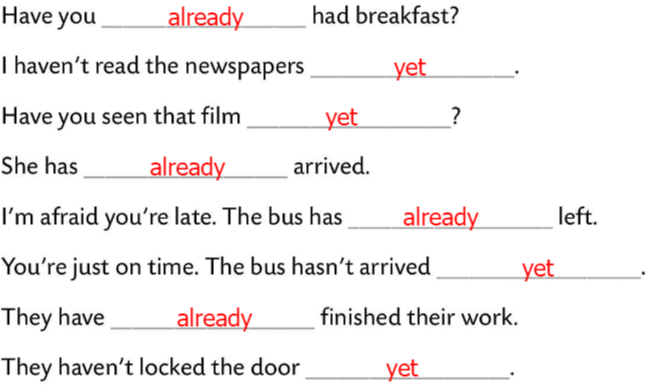 Have you already had breakfast?
I haven't read the newspapers yet.
Have you seen that film yet?
She has already arrived.
I'm afraid you're late. The bus has already left.
You're just on time. The bus hasn't arrived yet.
They have already finished their work.
They haven't locked the door yet.